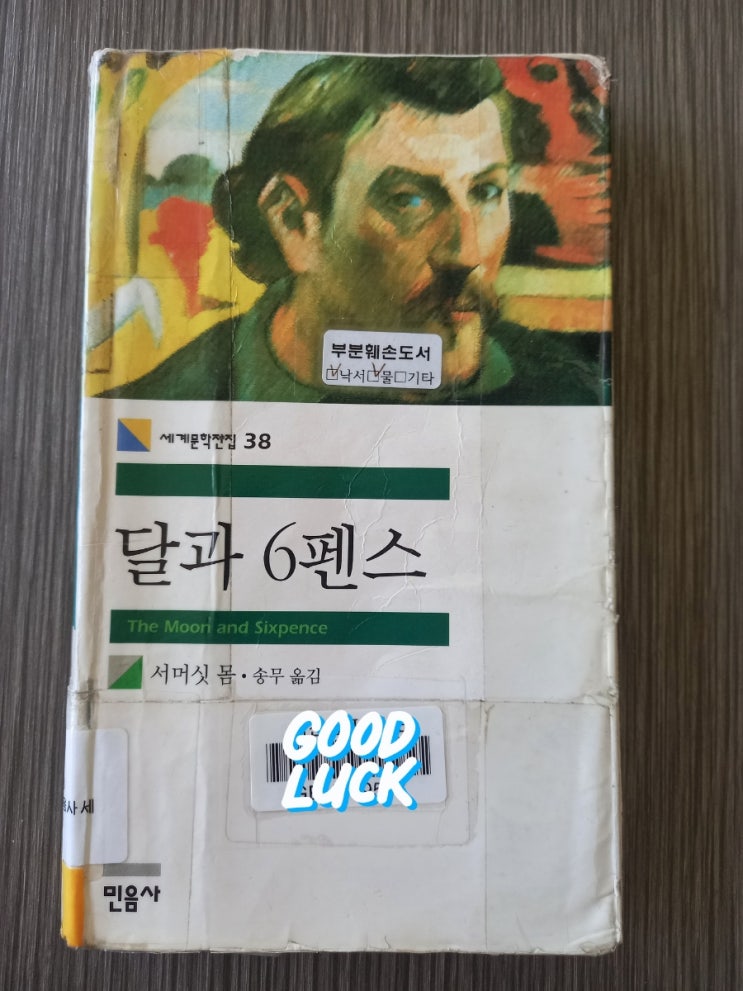 부분훼손도서
□낙서□물□기타
세계문학전집 38
달과 6펜스
The Moon and Sixpence
서머싯 몸·송무 옮김
GOOD
LUCK
사 세
민음사